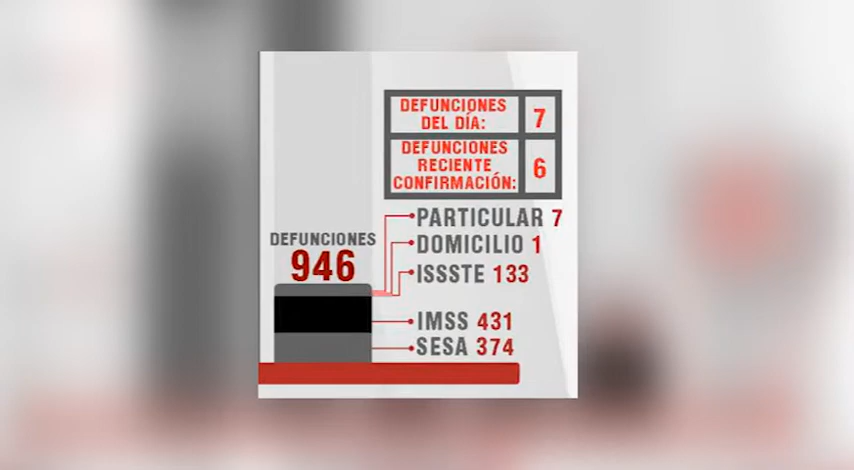 DEFUNCIONES
DEL DÍA:
7
DEFUNCIONES
RECIENTE
CONFIRMACIÓN:
6
DEFUNCIONES
946
PARTICULAR 7
DOMICILIO 1
ISSSTE 133
IMSS 431
SESA 374